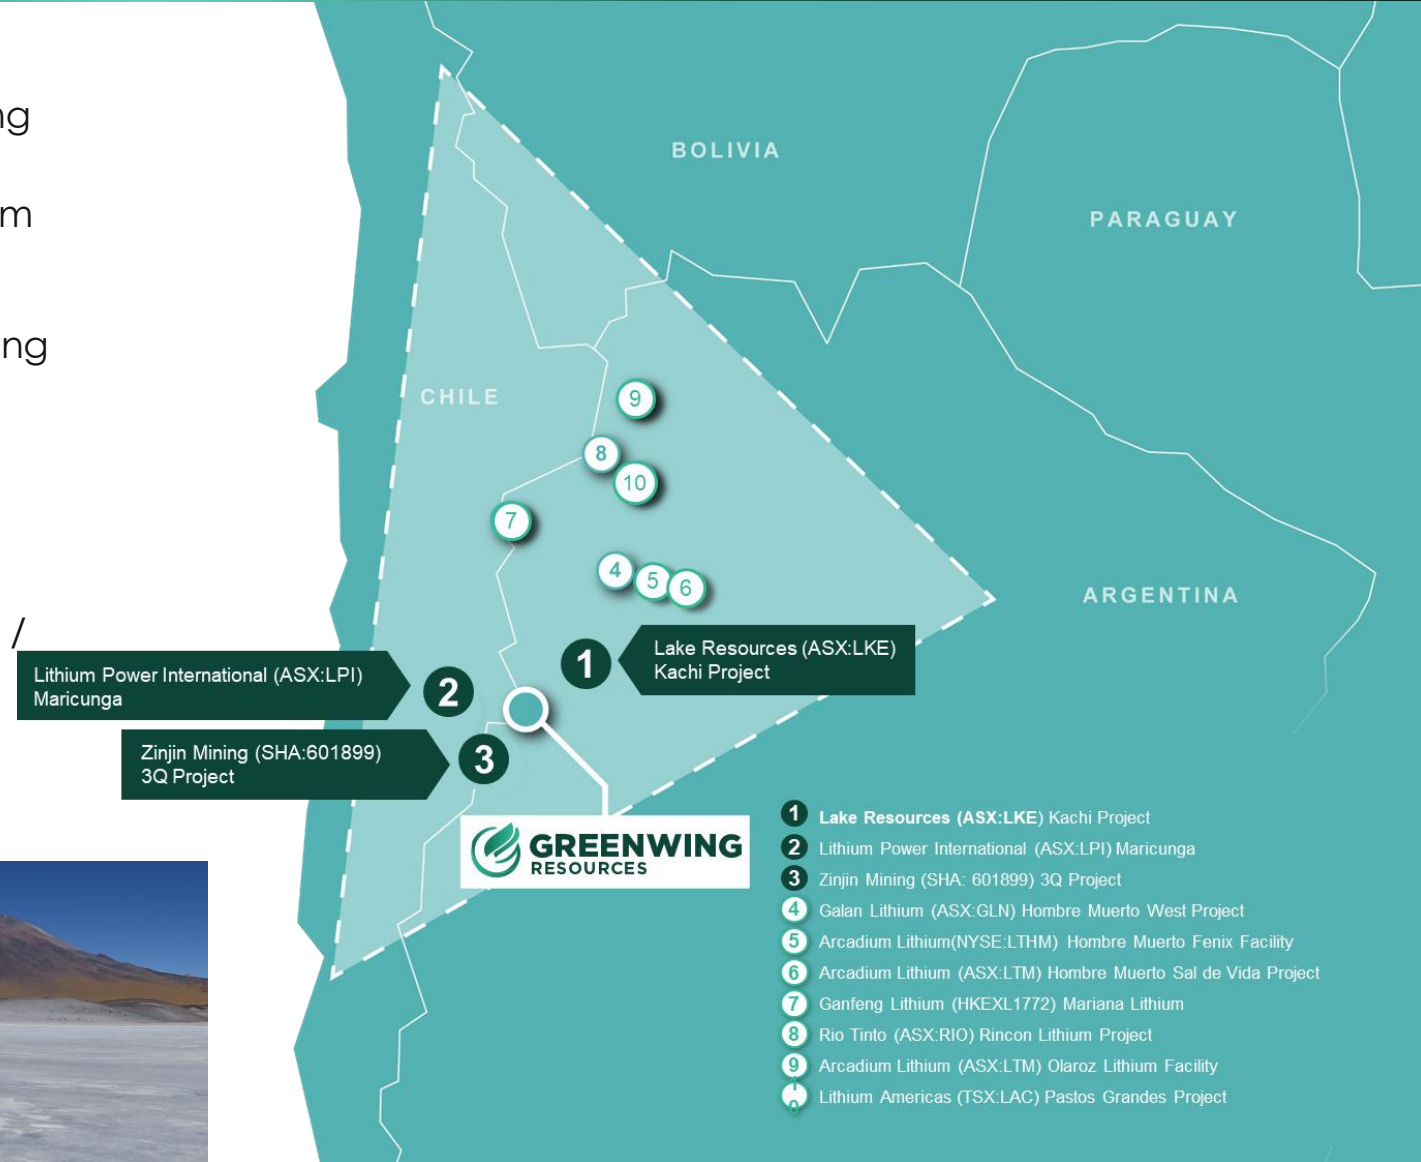 ng
m
ng
/
BOLIVIA
PARAGUAY
CHILE
9
8
10
7
4
5
6
ARGENTINA
1
Lake Resources (ASX:LKE)
Kachi Project
Lithium Power International (ASX:LPI)
Maricunga
2
Zinjin Mining (SHA:601899)
3Q Project
3
GREENWING
RESOURCES
1 Lake Resources (ASX:LKE) Kachi Project
2 Lithium Power International (ASX:LPI) Maricunga
3 Zinjin Mining (SHA: 601899) 3Q Project
4 Galan Lithium (ASX:GLN) Hombre Muerto West Project
5 Arcadium Lithium(NYSE:LTHM) Hombre Muerto Fenix Facility
6 Arcadium Lithium (ASX:LTM) Hombre Muerto Sal de Vida Project
7 Ganfeng Lithium (HKEXL1772) Mariana Lithium
8 Rio Tinto (ASX:RIO) Rincon Lithium Project
9 Arcadium Lithium (ASX:LTM) Olaroz Lithium Facility
10 Lithium Americas (TSX:LAC) Pastos Grandes Project